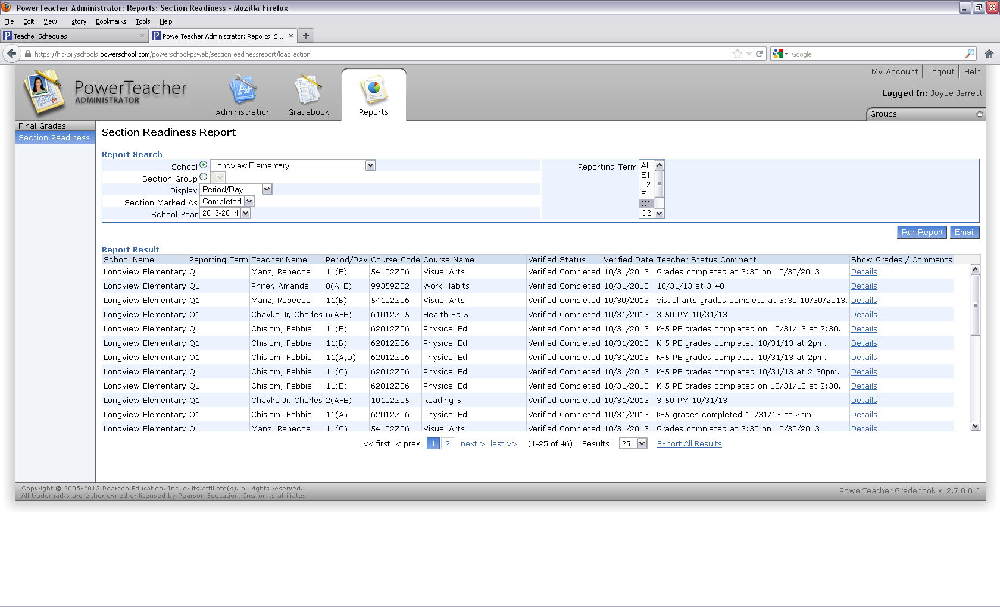 PowerTeacher Administrator: Reports: Section Readiness - Mozilla Firefox
File Edit View History Bookmarks Tools Help
Teacher Schedules
PowerTeacher Administrator: Reports: S...
https://hickoryschools.powerschool.com/powerschool-psweb/sectionreadinessreport/load.action
Google
My Account Logout Help
PowerTeacher
ADMINISTRATOR
Administration Gradebook Reports
Logged In: Joyce Jarrett
Groups
Final Grades
Section Readiness
Section Readiness Report
Report Search
School Longview Elementary
Section Group
Display Period/Day
Section Marked As Completed
School Year 2013-2014
Reporting Term All
E1
E2
F1
Q1
Q2
Run Report Email
Report Result
School Name Reporting Term Teacher Name Period/Day Course Code Course Name Verified Status Verified Date Teacher Status Comment Show Grades / Comments
Longview Elementary Q1 Manz, Rebecca 11(E) 54102Z06 Visual Arts Verified Completed 10/31/2013 Grades completed at 3:30 on 10/30/2013. Details
Longview Elementary Q1 Phifer, Amanda 8(A-E) 99359Z02 Work Habits Verified Completed 10/31/2013 10/31/13 at 3:40 Details
Longview Elementary Q1 Manz, Rebecca 11(B) 54102Z06 Visual Arts Verified Completed 10/30/2013 visual arts grades complete at 3:30 10/30/2013. Details
Longview Elementary Q1 Chavka Jr, Charles 6(A-E) 61012Z05 Health Ed 5 Verified Completed 10/31/2013 3:50 PM 10/31/13 Details
Longview Elementary Q1 Chislom, Febbie 11(E) 62012Z06 Physical Ed Verified Completed 10/31/2013 K-5 PE grades completed on 10/31/13 at 2:30. Details
Longview Elementary Q1 Chislom, Febbie 11(B) 62012Z06 Physical Ed Verified Completed 10/31/2013 K-5 PE grades completed 10/31/13 at 2pm. Details
Longview Elementary Q1 Chislom, Febbie 11(A,D) 62012Z06 Physical Ed Verified Completed 10/31/2013 K-5 PE grades completed 10/31/13 at 2pm. Details
Longview Elementary Q1 Chislom, Febbie 11(C) 62012Z06 Physical Ed Verified Completed 10/31/2013 K-5 PE grades completed 10/31/13 at 2:30pm. Details
Longview Elementary Q1 Chislom, Febbie 11(E) 62012Z06 Physical Ed Verified Completed 10/31/2013 K-5 PE grades completed 10/31/13 at 2:30. Details
Longview Elementary Q1 Chavka Jr, Charles 2(A-E) 10102Z05 Reading 5 Verified Completed 10/31/2013 3:50 PM 10/31/13 Details
Longview Elementary Q1 Chislom, Febbie 11(A) 62012Z06 Physical Ed Verified Completed 10/31/2013 K-5 grades completed 10/31/13 at 2pm. Details
Longview Elementary Q1 Manz, Rebecca 11(C) 54102Z06 Visual Arts Verified Completed 10/31/2013 Grades completed at 3:30 on 10/30/2013. Details
<< first < prev 1 2 next > last >> (1-25 of 46) Results: 25 Export All Results
Copyright © 2005-2013 Pearson Education, Inc. or its affiliate(s). All rights reserved.
All trademarks are either owned or licensed by Pearson Education, Inc. or its affiliates.
PowerTeacher Gradebook v. 2.7.0.0 6